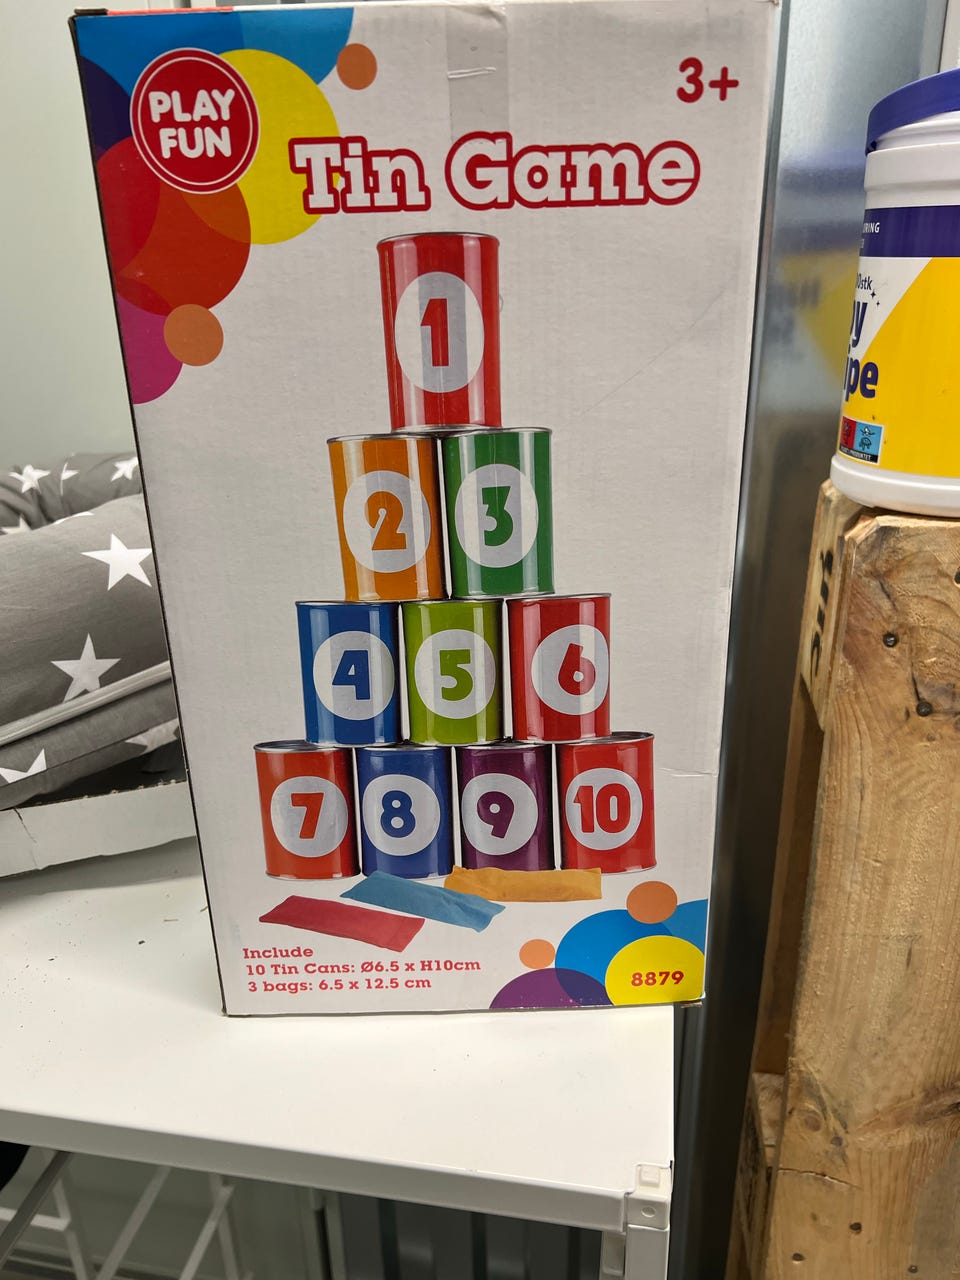 PLAY
FUN
3+
Tin Game
1
2
3
4
5
6
7
8
9
10
Include
10 Tin Cans: Ø6.5 x H10cm
3 bags: 6.5 x 12.5 cm
8879
stk